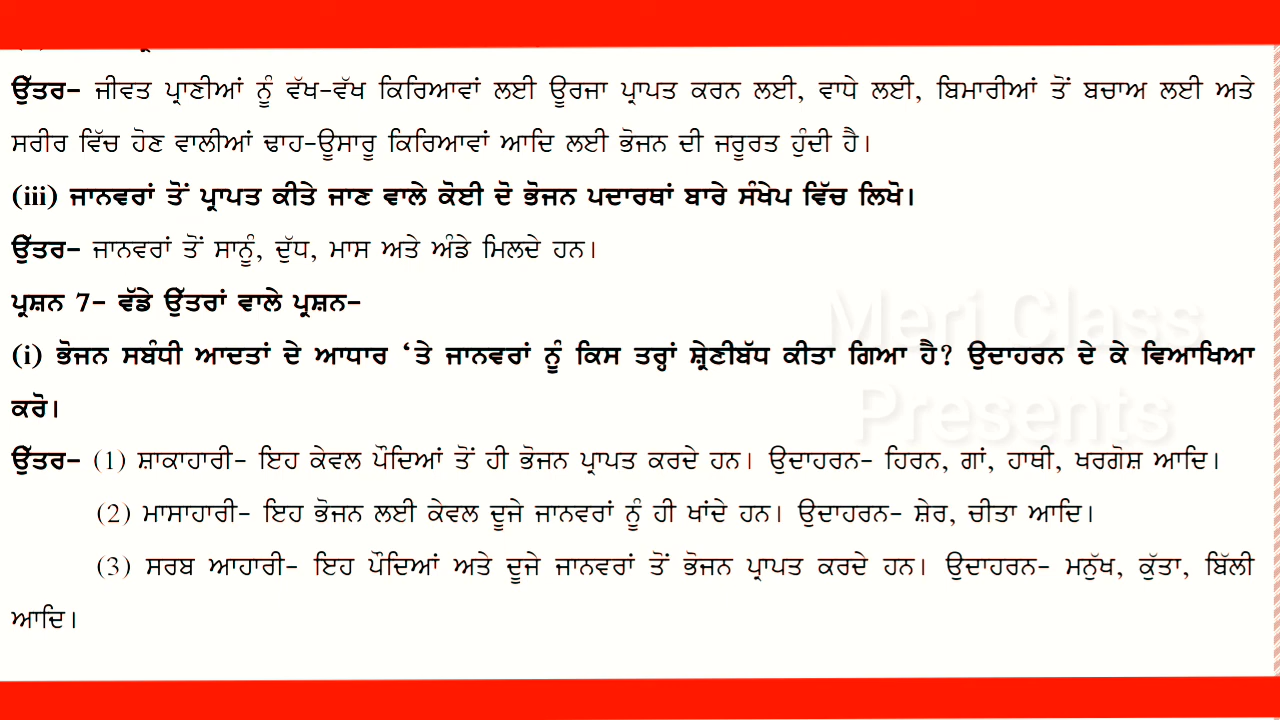 ਉੱਤਰ- ਜੀਵਤ ਪ੍ਰਾਣੀਆਂ ਨੂੰ ਵੱਖ-ਵੱਖ ਕਿਰਿਆਵਾਂ ਲਈ ਊਰਜਾ ਪ੍ਰਾਪਤ ਕਰਨ ਲਈ, ਵਾਧੇ ਲਈ, ਬਿਮਾਰੀਆਂ ਤੋਂ ਬਚਾਅ ਲਈ ਅਤੇ
ਸਰੀਰ ਵਿੱਚ ਹੋਣ ਵਾਲੀਆਂ ਢਾਹ-ਊਸਾਰੂ ਕਿਰਿਆਵਾਂ ਆਦਿ ਲਈ ਭੋਜਨ ਦੀ ਜਰੂਰਤ ਹੁੰਦੀ ਹੈ।
(iii) ਜਾਨਵਰਾਂ ਤੋਂ ਪ੍ਰਾਪਤ ਕੀਤੇ ਜਾਣ ਵਾਲੇ ਕੋਈ ਦੋ ਭੋਜਨ ਪਦਾਰਥਾਂ ਬਾਰੇ ਸੰਖੇਪ ਵਿੱਚ ਲਿਖੋ।
ਉੱਤਰ- ਜਾਨਵਰਾਂ ਤੋਂ ਸਾਨੂੰ, ਦੁੱਧ, ਮਾਸ ਅਤੇ ਅੰਡੇ ਮਿਲਦੇ ਹਨ।
ਪ੍ਰਸ਼ਨ 7- ਵੱਡੇ ਉੱਤਰਾਂ ਵਾਲੇ ਪ੍ਰਸ਼ਨ-
(i) ਭੋਜਨ ਸਬੰਧੀ ਆਦਤਾਂ ਦੇ ਆਧਾਰ ‘ਤੇ ਜਾਨਵਰਾਂ ਨੂੰ ਕਿਸ ਤਰ੍ਹਾਂ ਸ਼੍ਰੇਣੀਬੱਧ ਕੀਤਾ ਗਿਆ ਹੈ? ਉਦਾਹਰਨ ਦੇ ਕੇ ਵਿਆਖਿਆ
ਕਰੋ।
ਉੱਤਰ- (1) ਸ਼ਾਕਾਹਾਰੀ- ਇਹ ਕੇਵਲ ਪੌਦਿਆਂ ਤੋਂ ਹੀ ਭੋਜਨ ਪ੍ਰਾਪਤ ਕਰਦੇ ਹਨ। ਉਦਾਹਰਨ- ਹਿਰਨ, ਗਾਂ, ਹਾਥੀ, ਖਰਗੋਸ਼ ਆਦਿ।
(2) ਮਾਸਾਹਾਰੀ- ਇਹ ਭੋਜਨ ਲਈ ਕੇਵਲ ਦੂਜੇ ਜਾਨਵਰਾਂ ਨੂੰ ਹੀ ਖਾਂਦੇ ਹਨ। ਉਦਾਹਰਨ- ਸ਼ੇਰ, ਚੀਤਾ ਆਦਿ।
(3) ਸਰਬ ਆਹਾਰੀ- ਇਹ ਪੌਦਿਆਂ ਅਤੇ ਦੂਜੇ ਜਾਨਵਰਾਂ ਤੋਂ ਭੋਜਨ ਪ੍ਰਾਪਤ ਕਰਦੇ ਹਨ। ਉਦਾਹਰਨ- ਮਨੁੱਖ, ਕੁੱਤਾ, ਬਿੱਲੀ
ਆਦਿ।
Meri Class
Presents